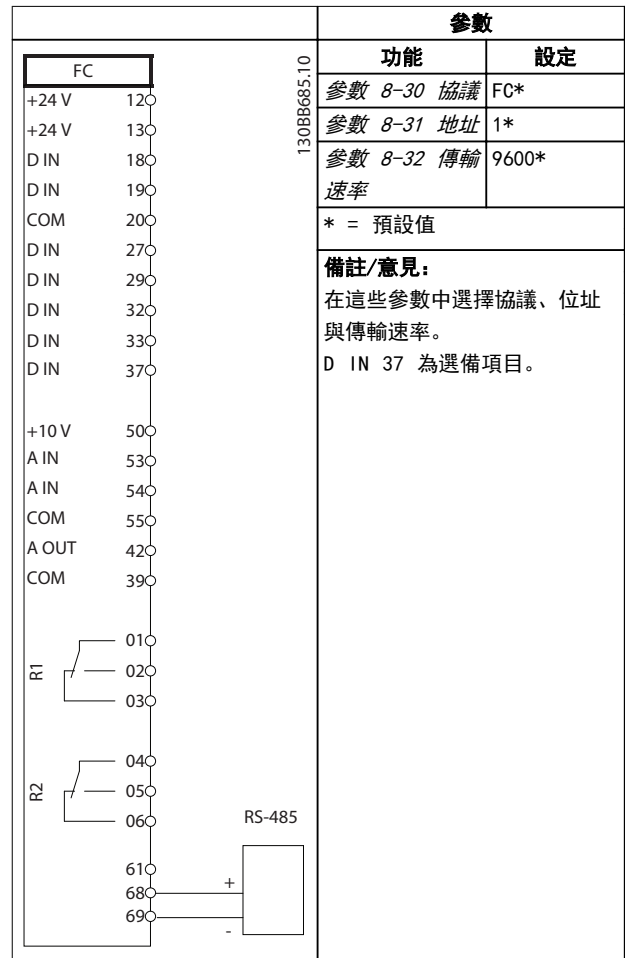 FC
130BB685.10
+24 V 12
+24 V 13
D IN 18
D IN 19
COM 20
D IN 27
D IN 29
D IN 32
D IN 33
D IN 37
+10 V 50
A IN 53
A IN 54
COM 55
A OUT 42
COM 39
R1
01
02
03
R2
04
05
06
RS-485
61
68 +
69 -
參數
功能 設定
參數 8-30 協議 FC*
參數 8-31 地址 1*
參數 8-32 傳輸 9600*
速率
* = 預設值
備註/意見：
在這些參數中選擇協議、位址
與傳輸速率。
D IN 37 為選備項目。